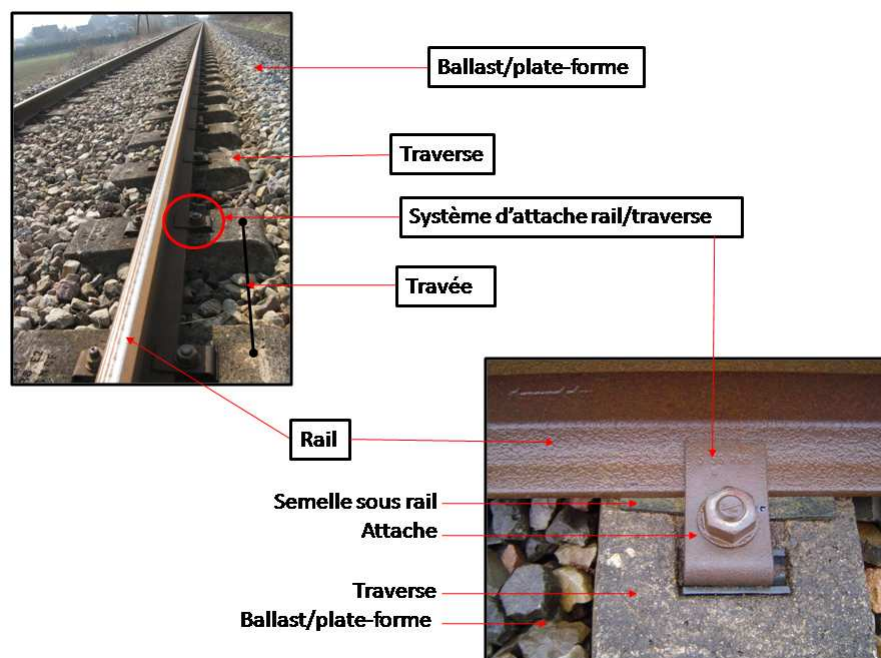 Ballast/plate-forme
Traverse
Système d'attache rail/traverse
Travée
Rail
Semelle sous rail
Attache
Traverse
Ballast/plate-forme